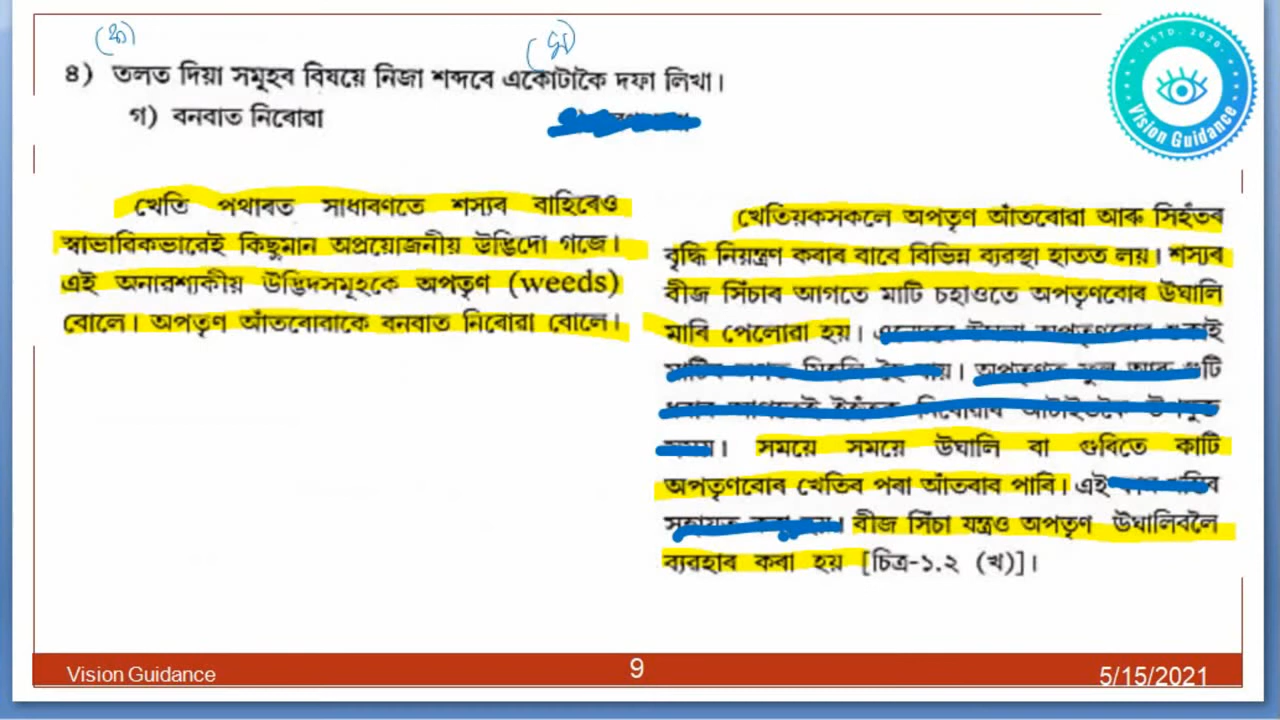 (ক)
৪) তলত দিয়া সমূহৰ বিষয়ে নিজা শব্দৰে একোটাকৈ দফা লিখা।
গ) বনবাত নিৰোৱা
খেতি পথাৰত সাধাৰণতে শস্যৰ বাহিৰেও
স্বাভাবিকভাৱেই কিছুমান অপ্ৰয়োজনীয় উদ্ভিদো গজে।
এই অনাৱশ্যকীয় উদ্ভিদসমূহকে অপতৃণ (weeds)
বোলে। অপতৃণ আঁতৰোৱাকে বনবাত নিৰোৱা বোলে।
খেতিয়কসকলে অপতৃণ আঁতৰোৱা আৰু সিহঁতৰ
বৃদ্ধি নিয়ন্ত্ৰণ কৰাৰ বাবে বিভিন্ন ব্যৱস্থা হাতত লয়। শস্যৰ
বীজ সিঁচাৰ আগতে মাটি চহাওতে অপতৃণবোৰ উঘালি
মাৰি পেলোৱা হয়।
সময়ে সময়ে উঘালি বা গুৰিতে কাটি
অপতৃণবোৰ খেতিৰ পৰা আঁতৰাব পাৰি। এই
বীজ সিঁচা যন্ত্ৰও অপতৃণ উঘালিবলৈ
ব্যৱহাৰ কৰা হয় [চিত্ৰ-১.২ (খ)]।
ESTD. 2020
Vision Guidance
Vision Guidance
9
5/15/2021